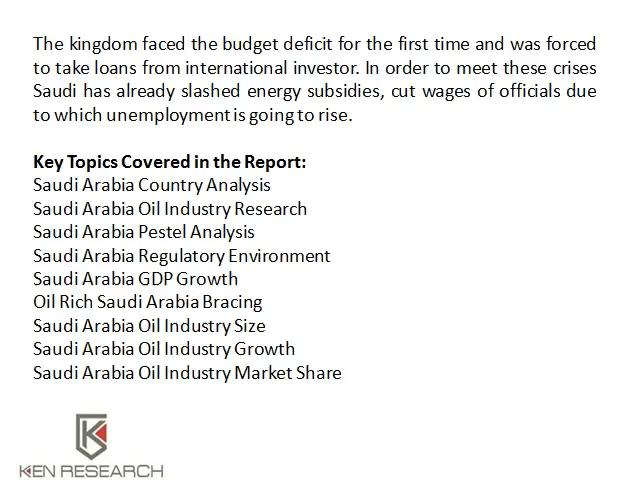 The kingdom faced the budget deficit for the first time and was forced
to take loans from international investor. In order to meet these crises
Saudi has already slashed energy subsidies, cut wages of officials due
to which unemployment is going to rise.
Key Topics Covered in the Report:
Saudi Arabia Country Analysis
Saudi Arabia Oil Industry Research
Saudi Arabia Pestel Analysis
Saudi Arabia Regulatory Environment
Saudi Arabia GDP Growth
Oil Rich Saudi Arabia Bracing
Saudi Arabia Oil Industry Size
Saudi Arabia Oil Industry Growth
Saudi Arabia Oil Industry Market Share
KEN RESEARCH